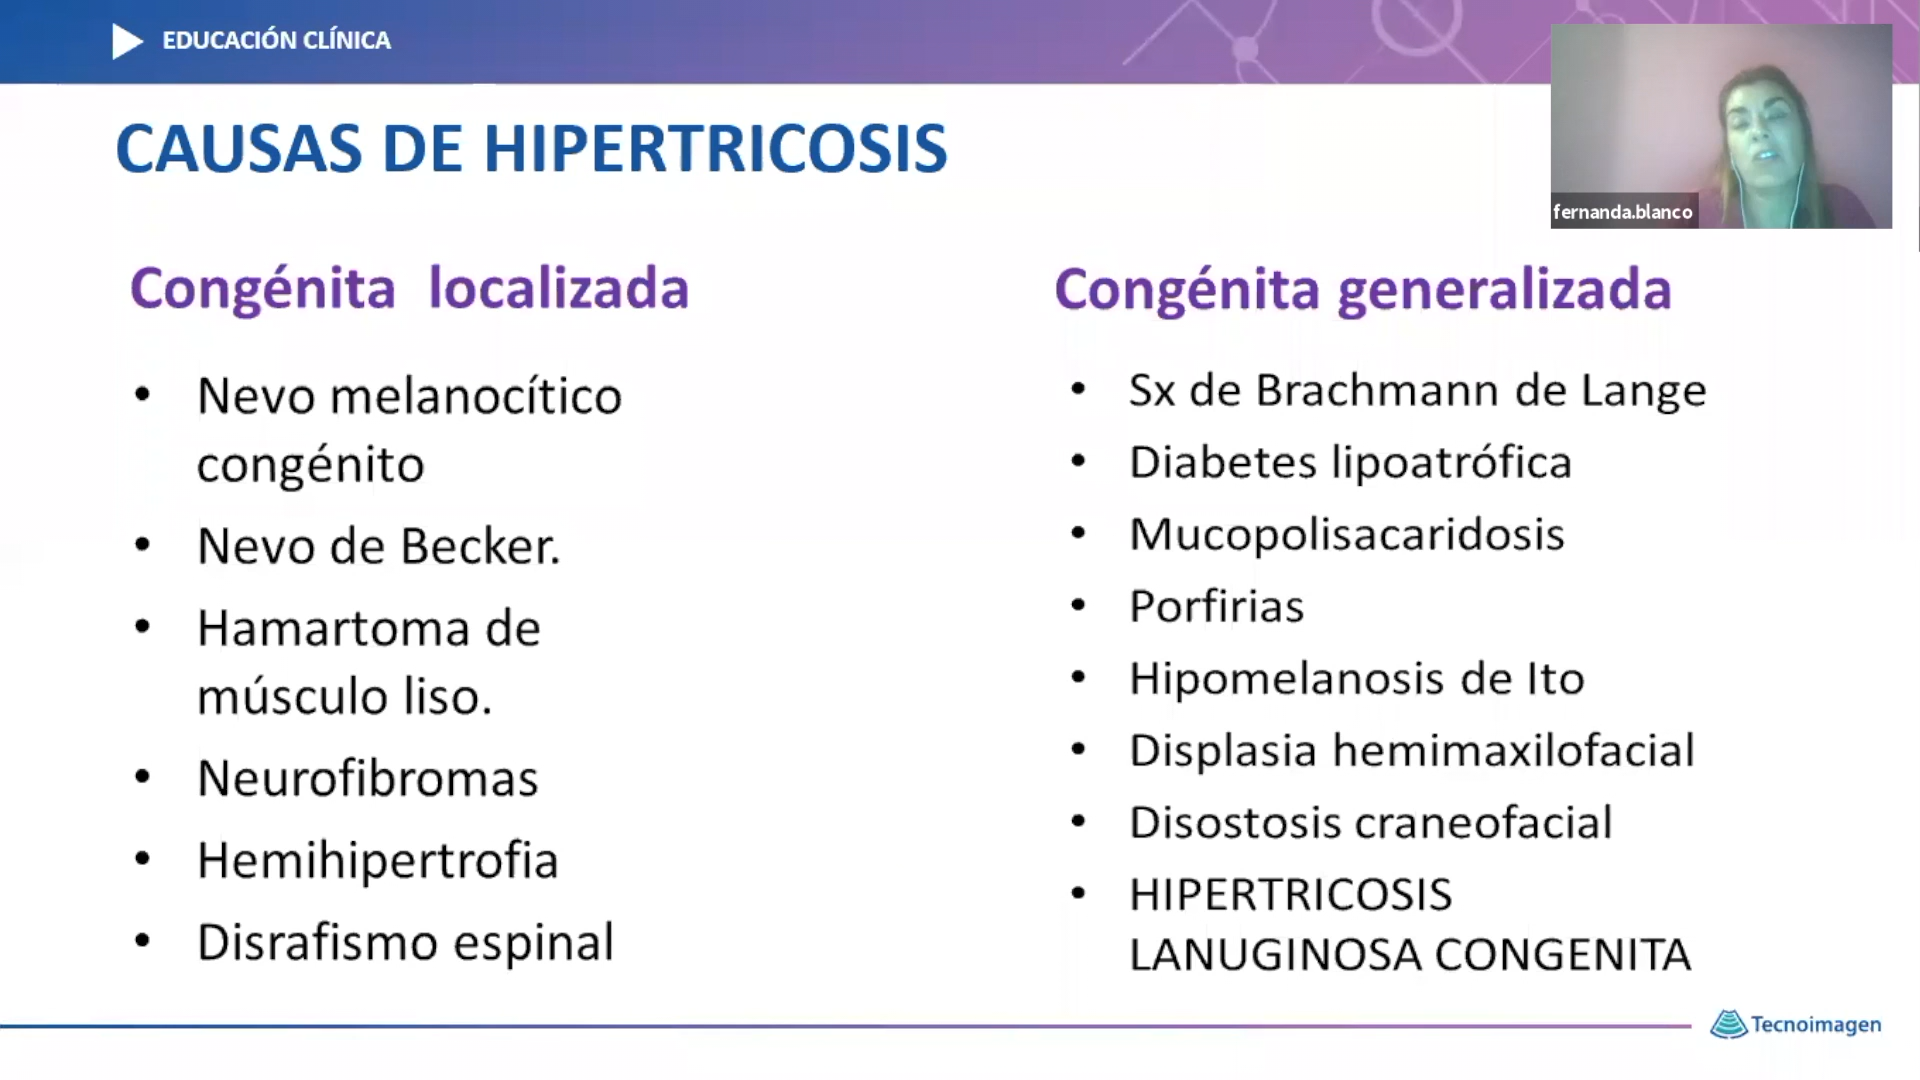 EDUCACIÓN CLÍNICA
CAUSAS DE HIPERTRICOSIS
fernanda.blanco
Congénita localizada
• Nevo melanocítico
congénito
• Nevo de Becker.
• Hamartoma de
músculo liso.
• Neurofibromas
• Hemihipertrofia
• Disrafismo espinal
Congénita generalizada
• Sx de Brachmann de Lange
• Diabetes lipoatrófica
• Mucopolisacaridosis
• Porfirias
• Hipomelanosis de Ito
• Displasia hemimaxilofacial
• Disostosis craneofacial
• HIPERTRICOSIS
LANUGINOSA CONGENITA
Tecnoimagen